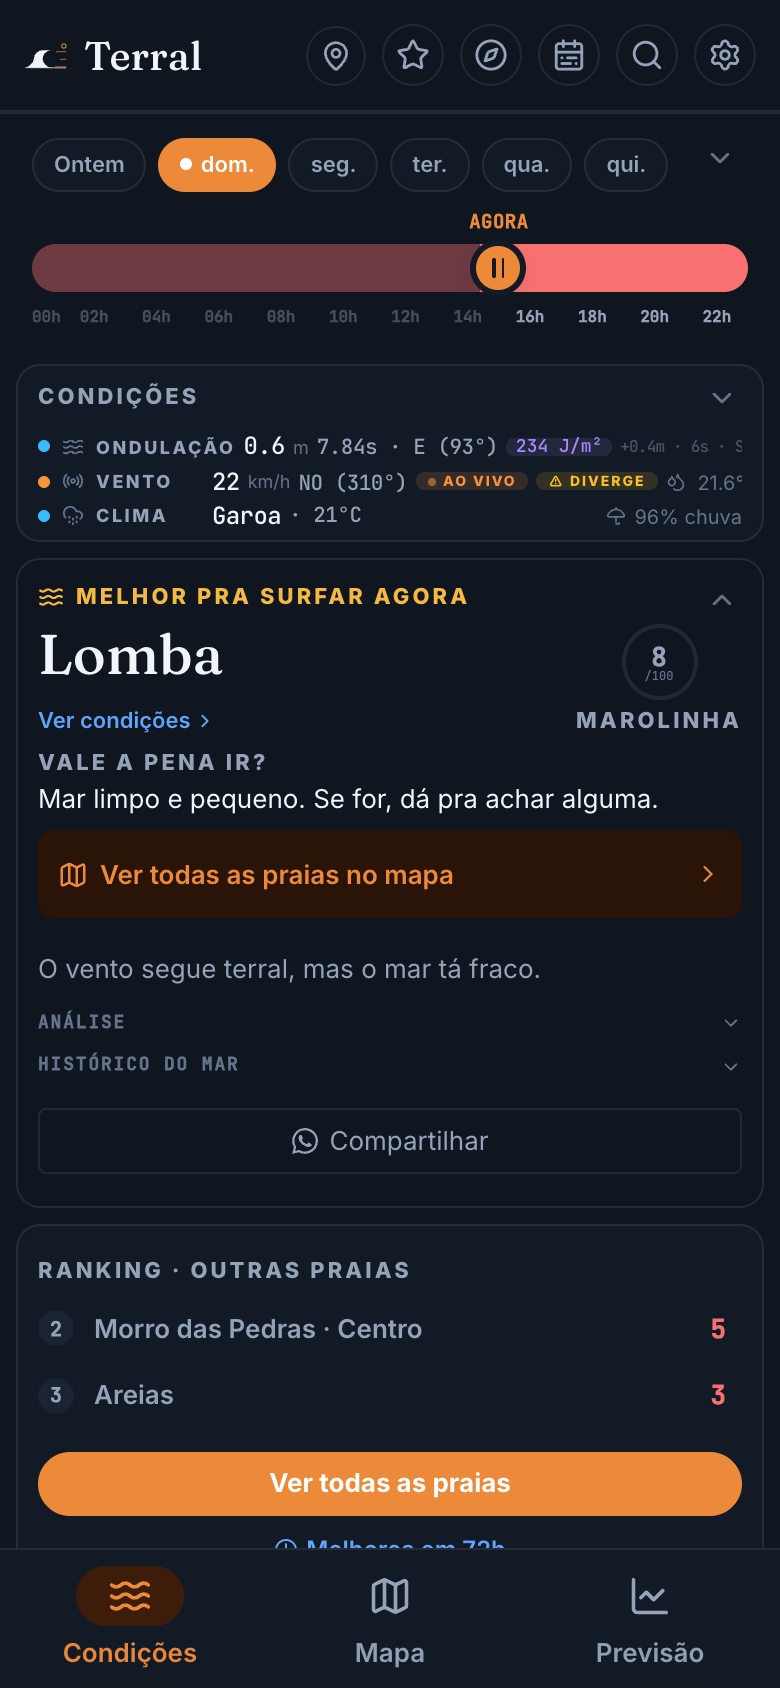 Terral
Ontem dom. seg. ter. qua. qui.
AGORA
00h 02h 04h 06h 08h 10h 12h 14h 16h 18h 20h 22h
CONDIÇÕES
ONDULAÇÃO 0.6 m 7.84s · E (93°) 234 J/m² +0.4m · 6s · S
VENTO 22 km/h NO (310°) AO VIVO DIVERGE 21.6°
CLIMA Garoa · 21°C 96% chuva
MELHOR PRA SURFAR AGORA
Lomba
8
/100
Ver condições
MAROLINHA
VALE A PENA IR?
Mar limpo e pequeno. Se for, dá pra achar alguma.
Ver todas as praias no mapa
O vento segue terral, mas o mar tá fraco.
ANÁLISE
HISTÓRICO DO MAR
Compartilhar
RANKING · OUTRAS PRAIAS
2 Morro das Pedras · Centro 5
3 Areias 3
Ver todas as praias
Melhores em 72h
Condições Mapa Previsão